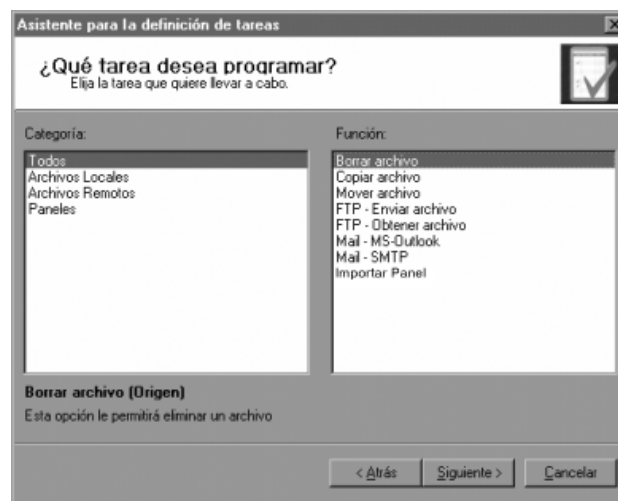 Asistente para la definición de tareas
¿Qué tarea desea programar?
Elija la tarea que quiere llevar a cabo.
Categoría:
Todos
Archivos Locales
Archivos Remotos
Paneles
Función:
Borrar archivo
Copiar archivo
Mover archivo
FTP - Enviar archivo
FTP - Obtener archivo
Mail - MS-Outlook
Mail - SMTP
Importar Panel
Borrar archivo (Origen)
Esta opción le permitirá eliminar un archivo
< Atrás
Siguiente >
Cancelar